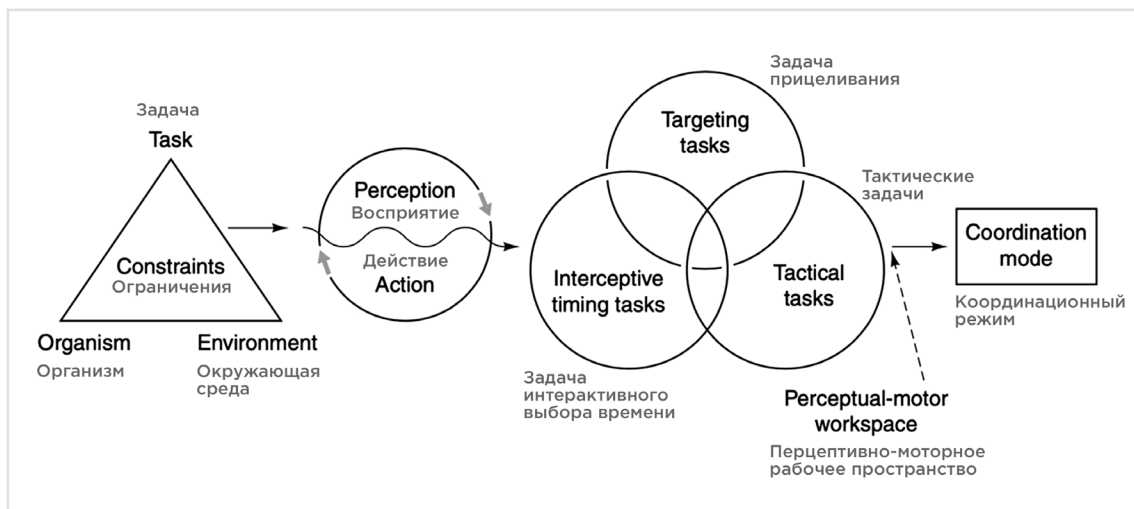 Задача
Task
Constraints
Ограничения
Organism
Организм
Environment
Окружающая
среда
Perception
Восприятие
Действие
Action
Задача
прицеливания
Targeting
tasks
Interceptive
timing tasks
Задача
интерактивного
выбора времени
Тактические
задачи
Tactical
tasks
Perceptual-motor
workspace
Перцептивно-моторное
рабочее пространство
Coordination
mode
Координационный
режим